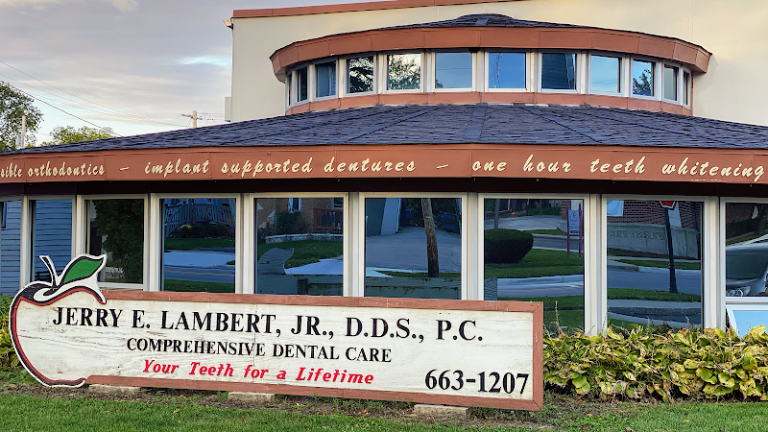 sible orthodontics - implant supported dentures - one hour teeth whitening
JERRY E. LAMBERT, JR., D.D.S., P.C.
COMPREHENSIVE DENTAL CARE
Your Teeth for a Lifetime
663-1207